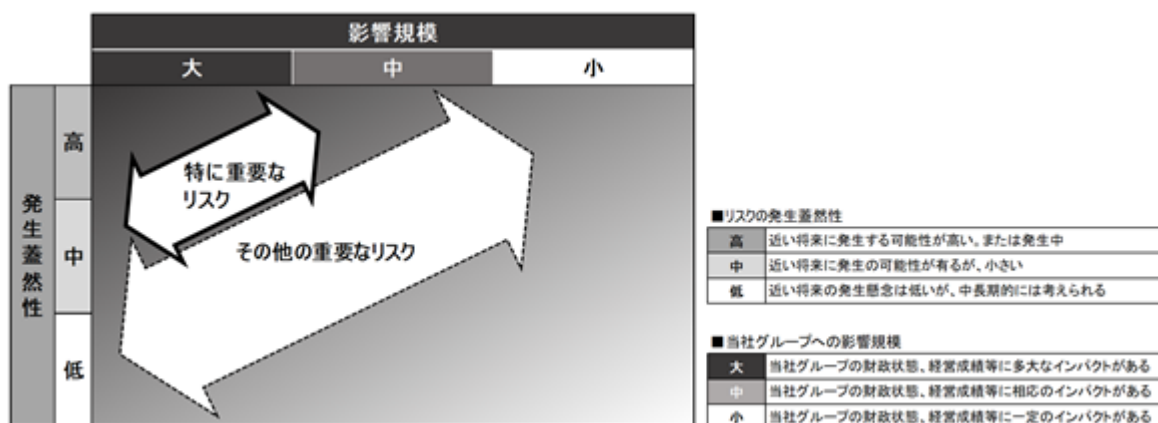 影響規模
大 中 小
発生蓋然性
高
中
低
特に重要な
リスク
その他の重要なリスク
■リスクの発生蓋然性
高 近い将来に発生する可能性が高い。または発生中
中 近い将来に発生の可能性が有るが、小さい
低 近い将来の発生懸念は低いが、中長期的には考えられる
■当社グループへの影響規模
大 当社グループの財政状態、経営成績等に多大なインパクトがある
中 当社グループの財政状態、経営成績等に相応のインパクトがある
小 当社グループの財政状態、経営成績等に一定のインパクトがある